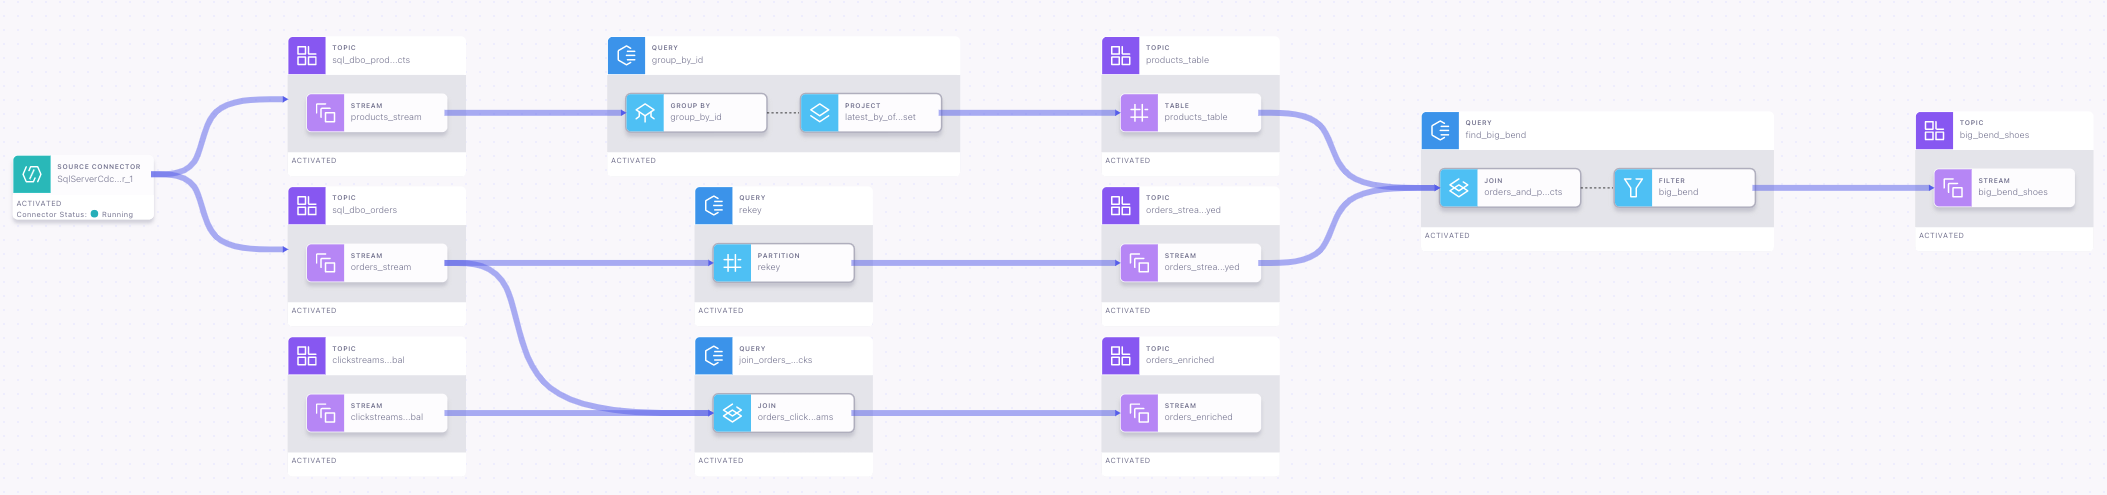 SOURCE CONNECTOR
SqlServerCdc...r_1
ACTIVATED
Connector Status: Running
TOPIC
sql_dbo_prod...cts
STREAM
products_stream
ACTIVATED
TOPIC
sql_dbo_orders
STREAM
orders_stream
ACTIVATED
TOPIC
clickstreams...bal
STREAM
clickstreams...bal
ACTIVATED
QUERY
group_by_id
GROUP BY
group_by_id
PROJECT
latest_by_of...set
ACTIVATED
QUERY
rekey
PARTITION
rekey
ACTIVATED
QUERY
join_orders_...cks
JOIN
orders_click...ams
ACTIVATED
TOPIC
products_table
TABLE
products_table
ACTIVATED
TOPIC
orders_strea...yed
STREAM
orders_strea...yed
ACTIVATED
TOPIC
orders_enriched
STREAM
orders_enriched
ACTIVATED
QUERY
find_big_bend
JOIN
orders_and_p...cts
FILTER
big_bend
ACTIVATED
TOPIC
big_bend_shoes
STREAM
big_bend_shoes
ACTIVATED